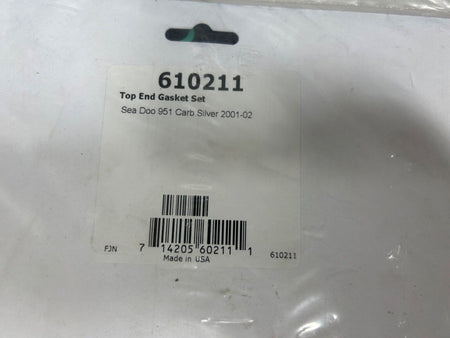 610211
Top End Gasket Set
Sea Doo 951 Carb Silver 2001-02
FJN 7 14205 60211 1 610211
Made in USA